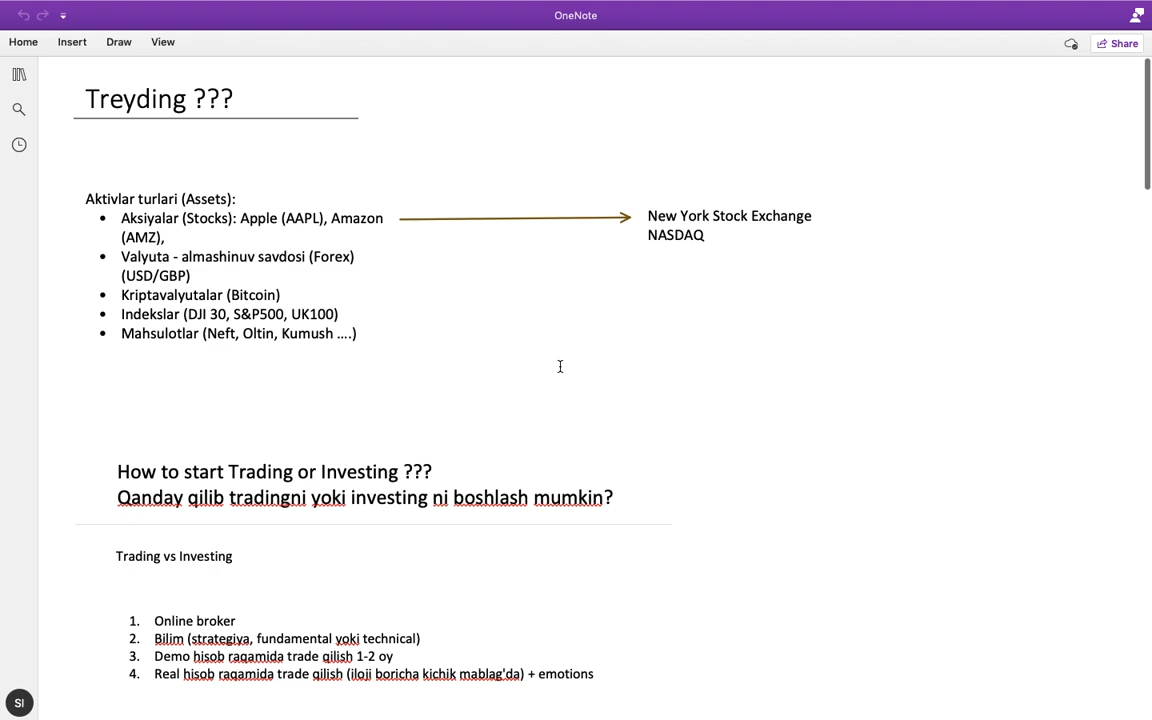 OneNote
Home Insert Draw View
Share
Treyding ???
Aktivlar turlari (Assets):
• Aksiyalar (Stocks): Apple (AAPL), Amazon
(AMZ),
New York Stock Exchange
NASDAQ
• Valyuta - almashinuv savdosi (Forex)
(USD/GBP)
• Kriptavalyutalar (Bitcoin)
• Indekslar (DJI 30, S&P500, UK100)
• Mahsulotlar (Neft, Oltin, Kumush ....)
How to start Trading or Investing ???
Qanday qilib tradingni yoki investing ni boshlash mumkin?
Trading vs Investing
1. Online broker
2. Bilim (strategiya, fundamental yoki technical)
3. Demo hisob raqamida trade qilish 1-2 oy
4. Real hisob raqamida trade qilish (iloji boricha kichik mablag'da) + emotions
SI